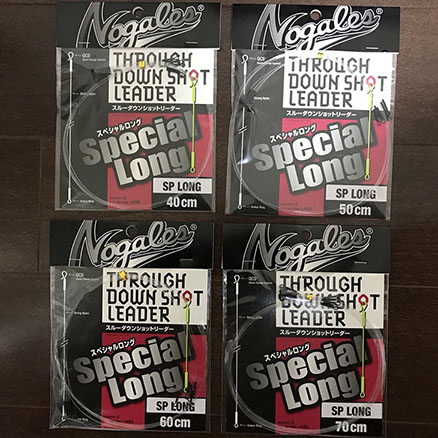 Nogales
THROUGH
DOWN SHOT
LEADER
スルーダウンショットリーダー
スペシャルロング
Special
Long
SP LONG
40cm
Nogales
THROUGH
DOWN SHOT
LEADER
スルーダウンショットリーダー
スペシャルロング
Special
Long
SP LONG
50cm
Nogales
QCS
THROUGH
DOWN SHOT
LEADER
スルーダウンショットリーダー
スペシャルロング
Special
Long
SP LONG
60cm
Nogales
QCS
THROUGH
DOWN SHOT
LEADER
スルーダウンショットリーダー
スペシャルロング
Special
Long
SP LONG
70cm